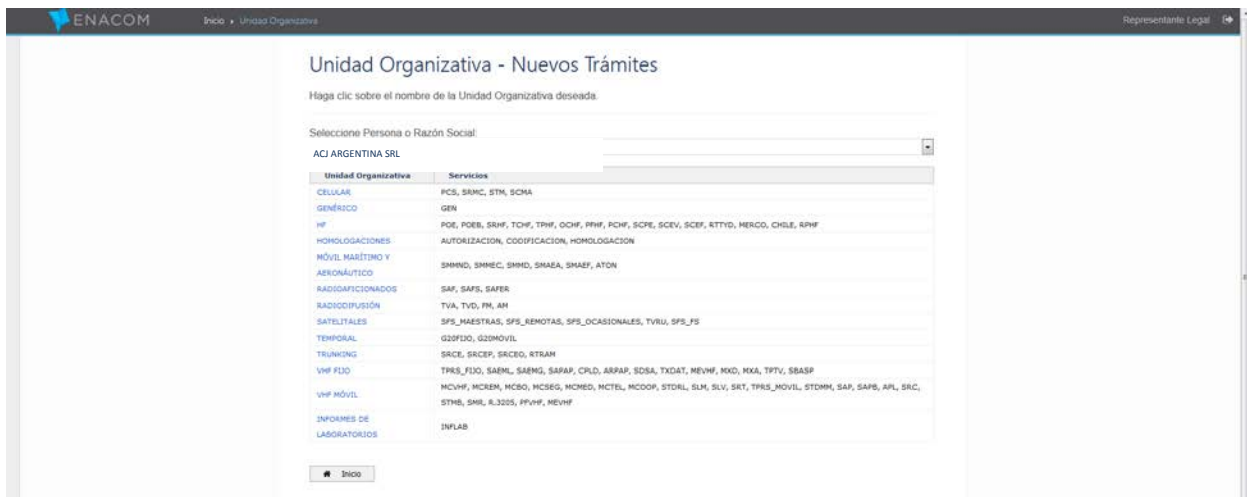 ENACOM
Inicio
Unidad Organizativa
Representante Legal
Unidad Organizativa - Nuevos Trámites
Haga clic sobre el nombre de la Unidad Organizativa deseada.
Seleccione Persona o Razón Social:
ACJ ARGENTINA SRL
Unidad Organizativa Servicios
CELULAR PCS, SRMC, STM, SCMA
GENÉRICO GEN
HF POE, POEB, SRHF, TCHF, TPHF, OCHF, PFHF, PCHF, SCPE, SCEV, SCEF, RTTYD, MERCO, CHILE, RPHF
HOMOLOGACIONES AUTORIZACION, CODIFICACION, HOMOLOGACION
MÓVIL MARÍTIMO Y
AERONÁUTICO SMMND, SMMEC, SMMD, SMAEA, SMAEF, ATON
RADIOAFICIONADOS SAF, SAFS, SAFER
RADIODIFUSIÓN TVA, TVD, FM, AM
SATELITALES SFS_MAESTRAS, SFS_REMOTAS, SFS_OCASIONALES, TVRU, SFS_FS
TEMPORAL G20FIJO, G20MOVIL
TRUNKING SRCE, SRCEP, SRCEO, RTRAM
VHF FIJO TPRS_FIJO, SAEML, SAEMG, SAPAP, CPLD, ARPAP, SDSA, TXDAT, MEVHF, MXD, MXA, TPTV, SBASP
VHF MÓVIL MCVHF, MCREM, MCBO, MCSEG, MCMED, MCTEL, MCOOP, STDRL, SLM, SLV, SRT, TPRS_MOVIL, STDMM, SAP, SAPB, APL, SRC,
STMB, SMR, R.3205, PFVHF, MEVHF
INFORMES DE
LABORATORIOS INFLAB
Inicio